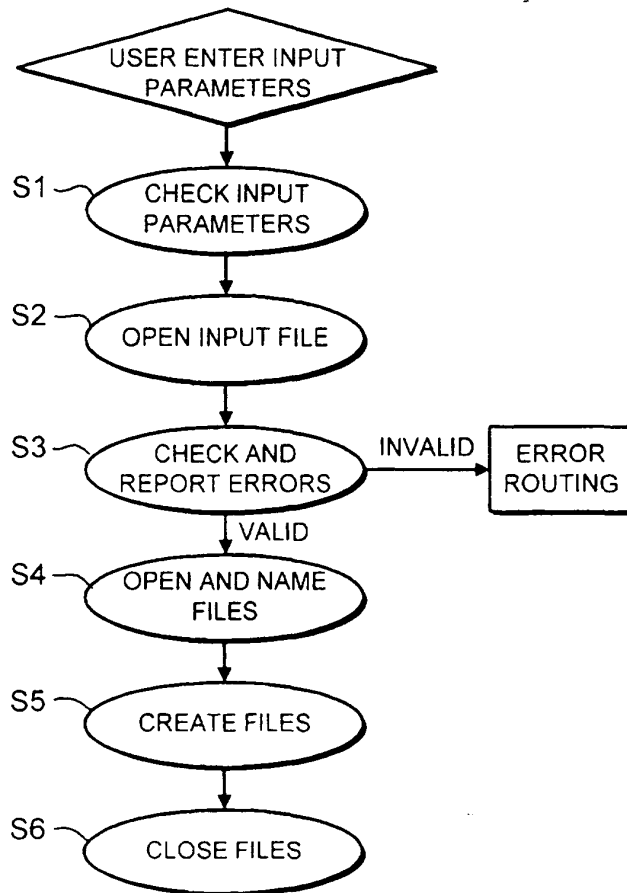 USER ENTER INPUT
PARAMETERS
S1
CHECK INPUT
PARAMETERS
S2
OPEN INPUT FILE
S3
CHECK AND
REPORT ERRORS
INVALID
ERROR
ROUTING
VALID
S4
OPEN AND NAME
FILES
S5
CREATE FILES
S6
CLOSE FILES